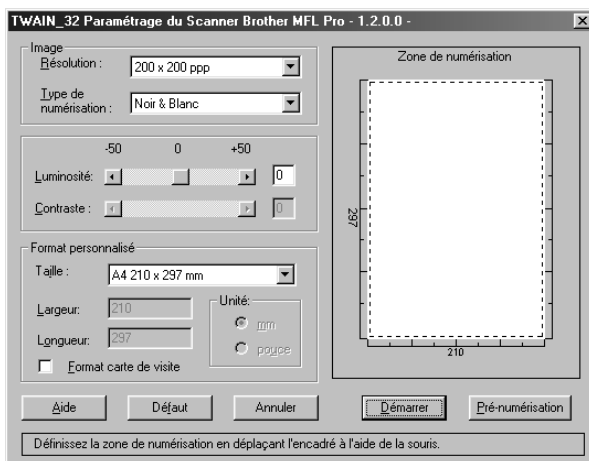 TWAIN_32 Paramétrage du Scanner Brother MFL Pro - 1.2.0.0 -
Image
Résolution :
200 x 200 ppp
Type de
numérisation :
Noir & Blanc
-50 0 +50
Luminosité: 0
Contraste : 0
Format personnalisé
Taille :
A4 210 x 297 mm
Largeur: 210
Longueur: 297
Unité:
mm
pouce
Format carte de visite
Zone de numérisation
297
210
Aide Défaut Annuler Démarrer Pré-numérisation
Définissez la zone de numérisation en déplaçant l'encadré à l'aide de la souris.